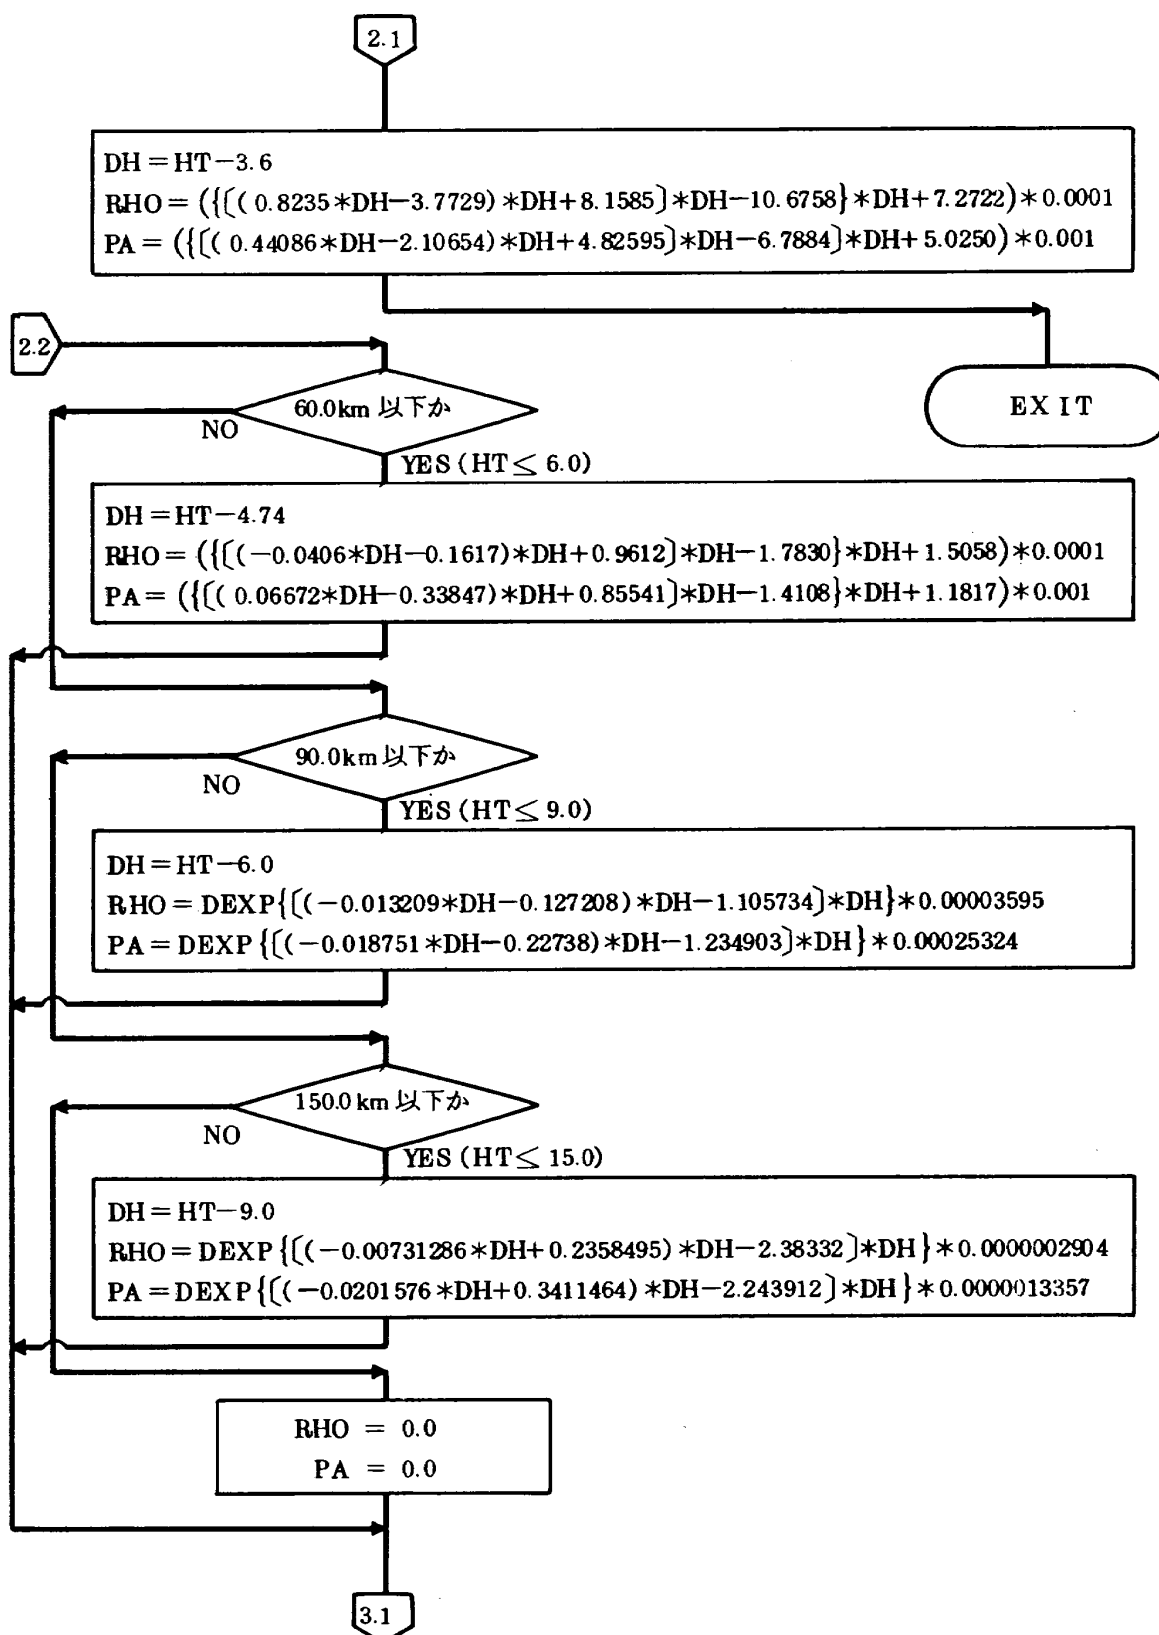 2.1
DH = HT-3.6
RHO = ({[( 0.8235*DH-3.7729) *DH+8.1585]*DH-10.6758}*DH+7.2722)*0.0001
PA = ({[( 0.44086*DH-2.10654)*DH+4.82595]*DH-6.7884]*DH+5.0250)*0.001
2.2
60.0km 以下か
EXIT
NO
YES (HT≦ 6.0)
DH = HT-4.74
RHO = ({[(-0.0406*DH-0.1617)*DH+0.9612]*DH-1.7830}*DH+1.5058)*0.0001
PA = ({[( 0.06672*DH-0.33847)*DH+0.85541]*DH-1.4108}*DH+1.1817)*0.001
90.0km 以下か
NO
YES (HT≦ 9.0)
DH = HT-6.0
RHO = DEXP{[(-0.013209*DH-0.127208)*DH-1.105734]*DH}*0.00003595
PA = DEXP{[(-0.018751*DH-0.22738)*DH-1.234903]*DH}*0.00025324
150.0 km 以下か
NO
YES (HT≦ 15.0)
DH = HT-9.0
RHO = DEXP{[(-0.00731286*DH+0.2358495)*DH-2.38332]*DH}*0.0000002904
PA = DEXP{[(-0.0201576*DH+0.3411464)*DH-2.243912]*DH}*0.0000013357
RHO = 0.0
PA = 0.0
3.1